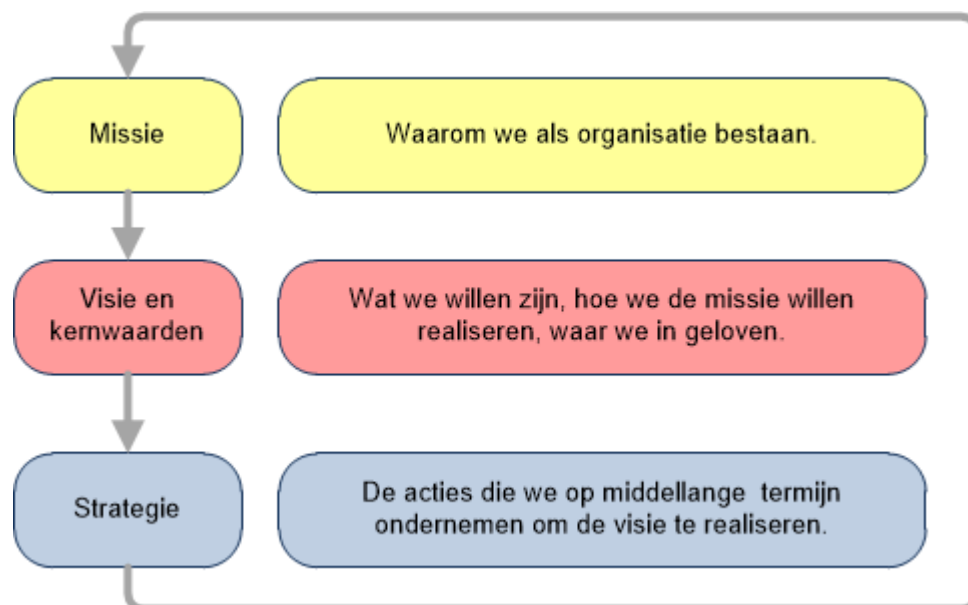 Missie
Waarom we als organisatie bestaan.
Visie en
kernwaarden
Wat we willen zijn, hoe we de missie willen
realiseren, waar we in geloven.
Strategie
De acties die we op middellange  termijn
ondernemen om de visie te realiseren.